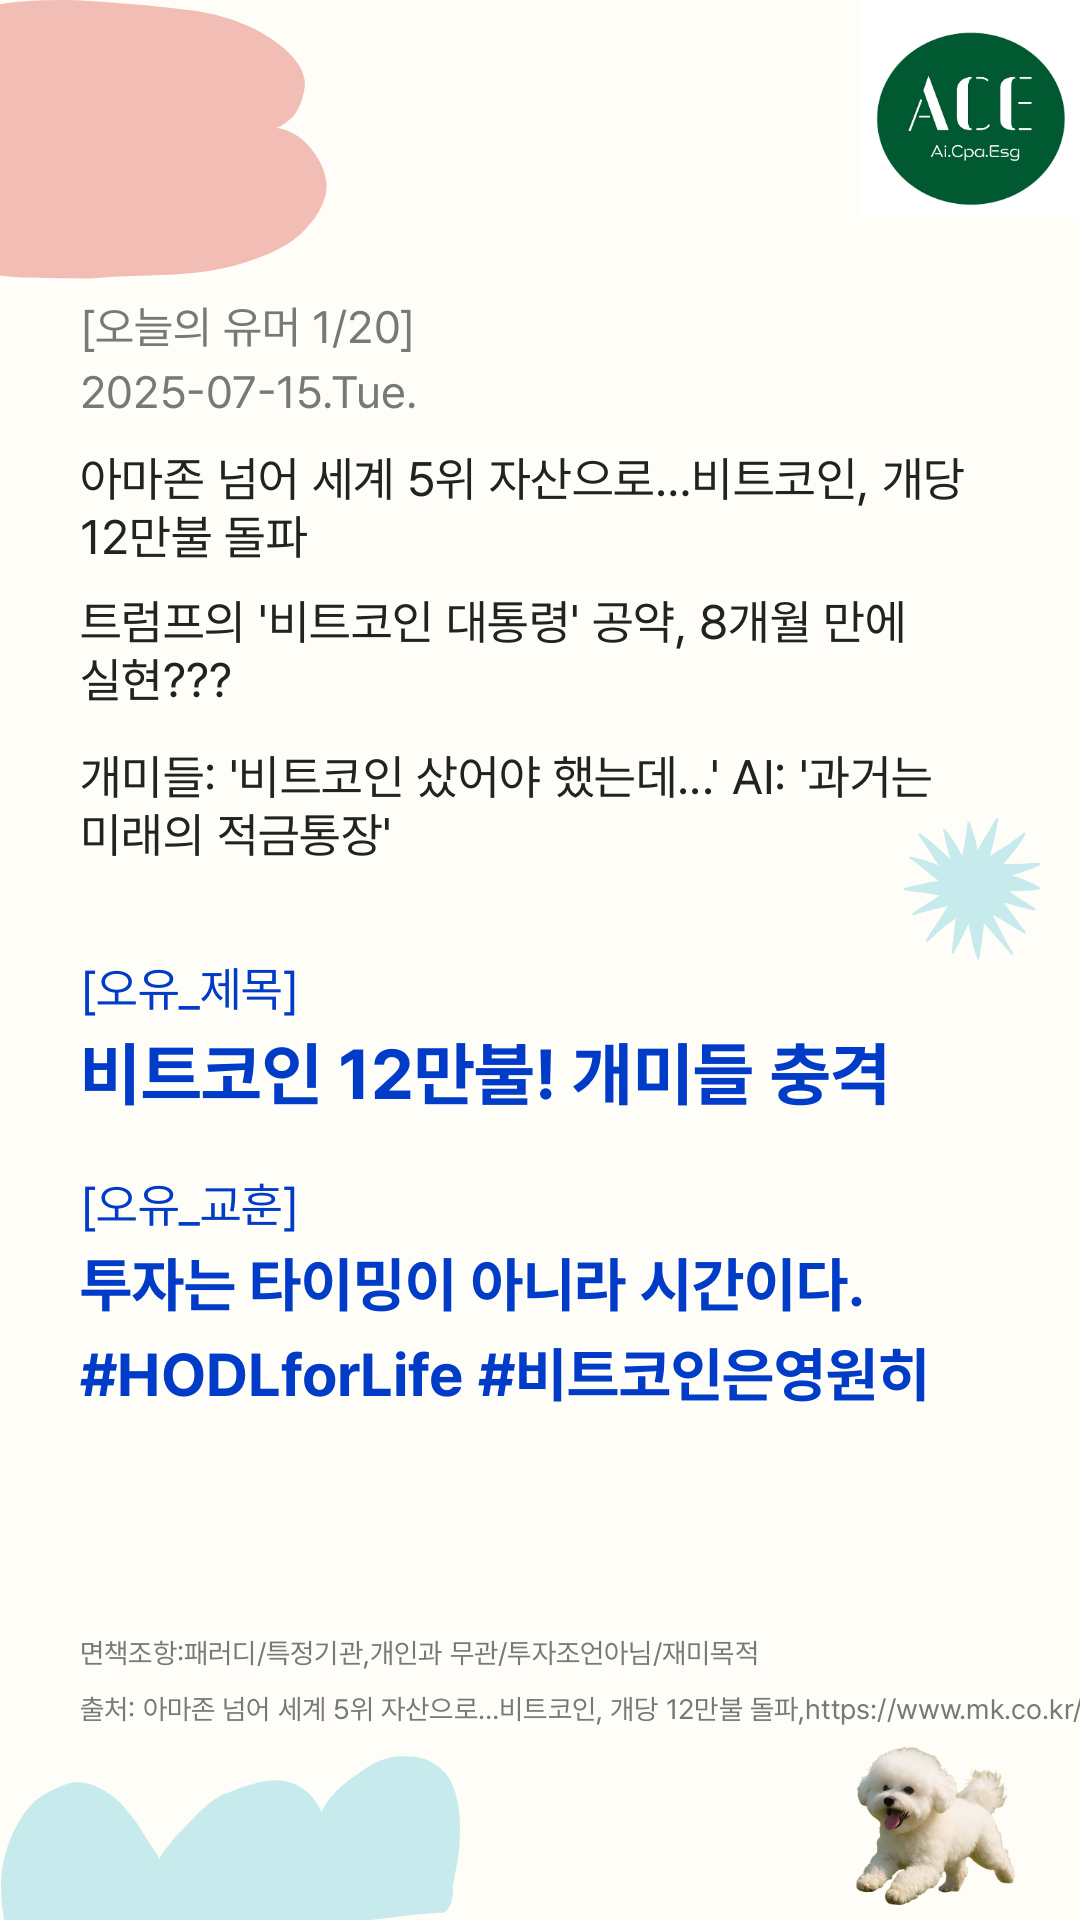 ACE
Ai.Cpa.Esg
[오늘의 유머 1/20]
2025-07-15.Tue.
아마존 넘어 세계 5위 자산으로…비트코인, 개당
12만불 돌파
트럼프의 '비트코인 대통령' 공약, 8개월 만에
실현???
개미들: '비트코인 샀어야 했는데...' AI: '과거는
미래의 적금통장'
[오유_제목]
비트코인 12만불! 개미들 충격
[오유_교훈]
투자는 타이밍이 아니라 시간이다.
#HODLforLife #비트코인은영원히
면책조항:패러디/특정기관,개인과 무관/투자조언아님/재미목적
출처: 아마존 넘어 세계 5위 자산으로…비트코인, 개당 12만불 돌파,https://www.mk.co.kr/